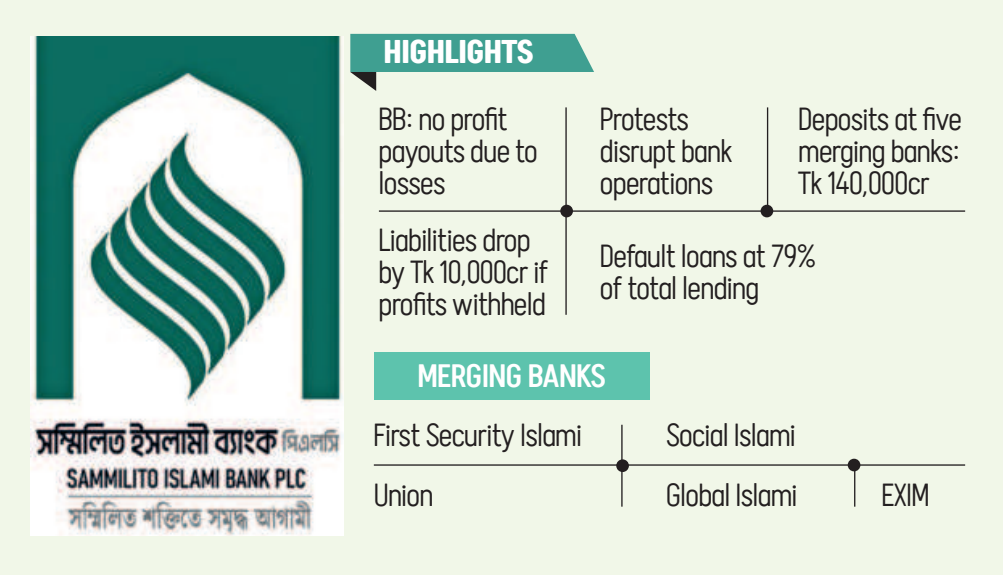 সম্মিলিত ইসলামী ব্যাংক পিএলসি
SAMMILITO ISLAMI BANK PLC
সম্মিলিত শক্তিতে সমৃদ্ধ আগামী
HIGHLIGHTS
BB: no profit
payouts due to
losses
Protests
disrupt bank
operations
Deposits at five
merging banks:
Tk 140,000cr
Liabilities drop
by Tk 10,000cr if
profits withheld
Default loans at 79%
of total lending
MERGING BANKS
First Security Islami
Social Islami
Union
Global Islami
EXIM